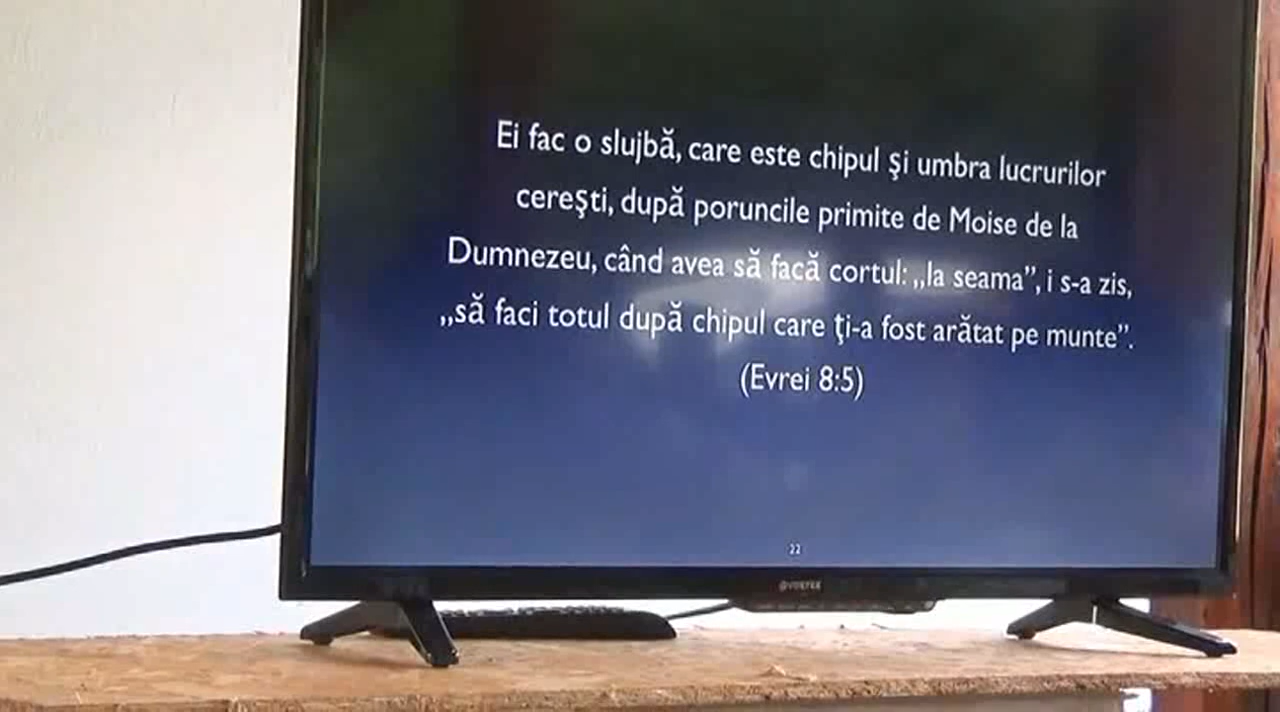 Ei fac o slujbă, care este chipul şi umbra lucrurilor
cereşti, după poruncile primite de Moise de la
Dumnezeu, când avea să facă cortul: „la seama”, i s-a zis,
„să faci totul după chipul care ţi-a fost arătat pe munte”.
(Evrei 8:5)
22
VORTEX